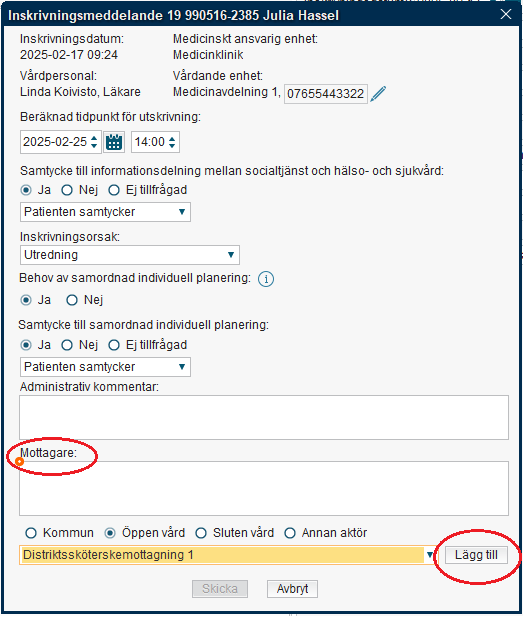 Inskrivningsmeddelande 19 990516-2385 Julia Hassel
Inskrivningsdatum: Medicinskt ansvarig enhet:
2025-02-17 09:24 Medicinklinik
Vårdpersonal: Vårdande enhet:
Linda Koivisto, Läkare Medicinavdelning 1, 07655443322
Beräknad tidpunkt för utskrivning:
2025-02-25 14:00
Samtycke till informationsdelning mellan socialtjänst och hälso- och sjukvård:
Ja Nej Ej tillfrågad
Patienten samtycker
Inskrivningsorsak:
Utredning
Behov av samordnad individuell planering:
Ja Nej
Samtycke till samordnad individuell planering:
Ja Nej Ej tillfrågad
Patienten samtycker
Administrativ kommentar:
Mottagare:
Kommun Öppen vård Sluten vård Annan aktör
Distriktssköterskemottagning 1 Lägg till
Skicka Avbryt